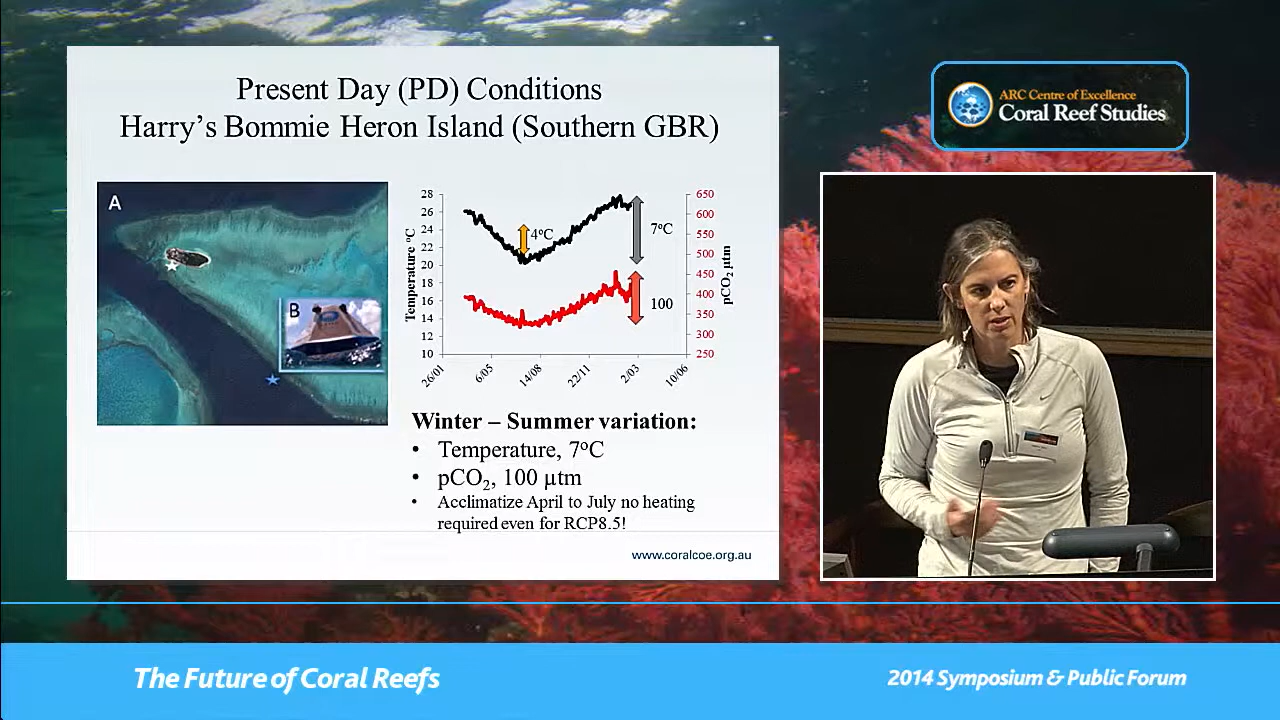 Present Day (PD) Conditions
Harry's Bommie Heron Island (Southern GBR)
A
B
28
26
24
22
20
18
16
14
12
10
Temperature °C
4°C
7°C
100
650
600
550
500
450
400
350
300
250
pCO₂ µtm
26/01
6/05
14/08
22/11
2/03
10/06
Winter – Summer variation:
• Temperature, 7°C
• pCO₂, 100 µtm
• Acclimatize April to July no heating
required even for RCP8.5!
www.coralcoe.org.au
ARC Centre of Excellence
Coral Reef Studies
The Future of Coral Reefs
2014 Symposium & Public Forum